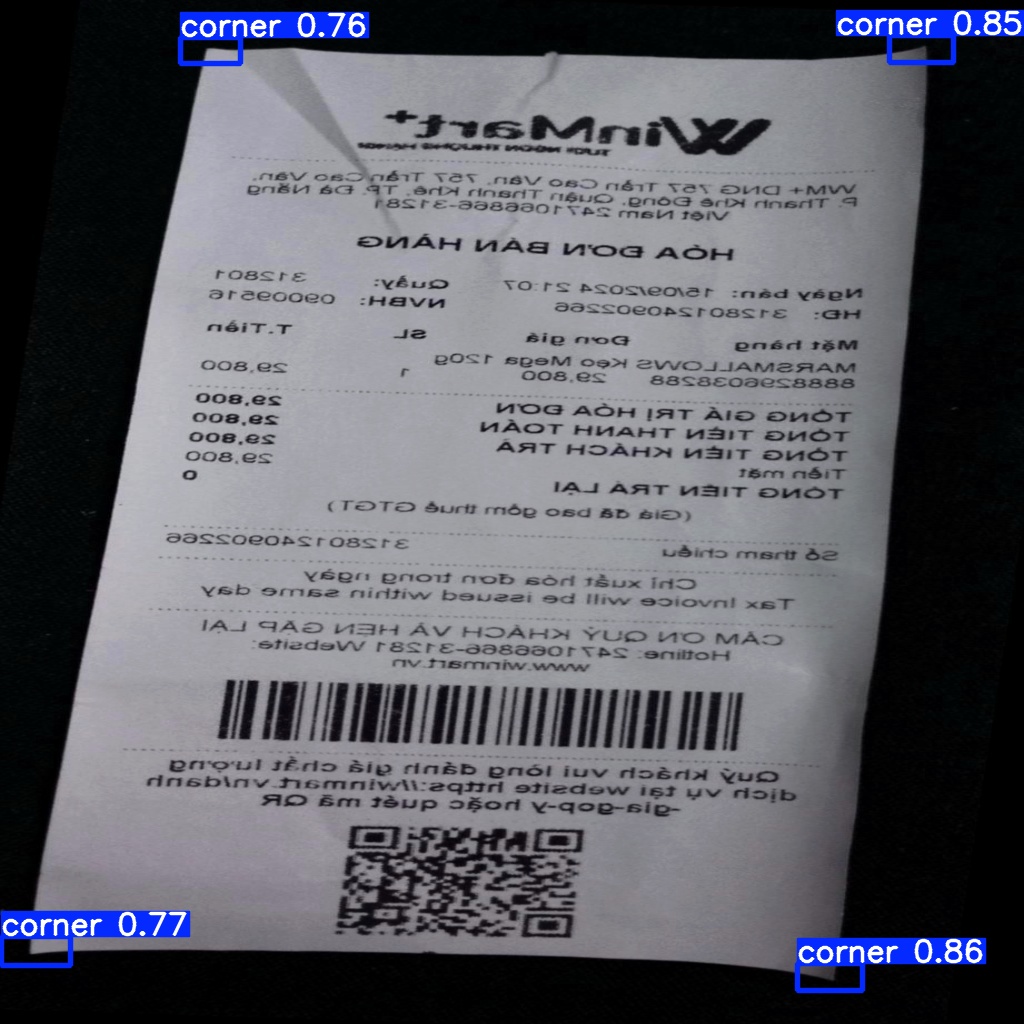 corner 0.76
corner 0.85
WinMart+
WM+ DNG 757 Trần Cao Vân, 757 Trần Cao Vân,
P. Thanh Khê Đông, Quận Thanh Khê, TP. Đà Nẵng
Việt Nam 2471066866-31281
HÓA ĐƠN BÁN HÀNG
Ngày bán: 15/09/2024 21:07 Quầy: 312801
HĐ: 31280124090902266 NVBH: 09009516
Mặt hàng Đơn giá SL T.Tiền
MARSMALLOWS Kẹo Mega 120g
8888296038288 29,800 1 29,800
TỔNG GIÁ TRỊ HÓA ĐƠN 29,800
TỔNG TIỀN THANH TOÁN 29,800
TỔNG TIỀN KHÁCH TRẢ 29,800
Tiền mặt 29,800
TỔNG TIỀN TRẢ LẠI 0
(Giá đã bao gồm thuế GTGT)
Số tham chiếu 31280124090902266
Chỉ xuất hóa đơn trong ngày
Tax Invoice will be issued within same day
CẢM ƠN QUÝ KHÁCH VÀ HẸN GẶP LẠI
Hotline: 2471066866-31281 Website:
www.winmart.vn
Quý khách vui lòng đánh giá chất lượng
dịch vụ tại website https://winmart.vn/danh
-gia-gop-y hoặc quét mã QR
corner 0.77
corner 0.86